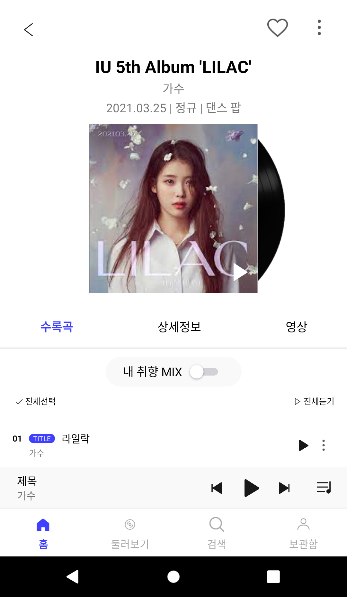 IU 5th Album 'LILAC'
가수
2021.03.25 | 정규 | 댄스 팝
LILAC
수록곡 상세정보 영상
내 취향 MIX
전체선택 전체듣기
01 TITLE 라일락
가수
제목
가수
홈 둘러보기 검색 보관함